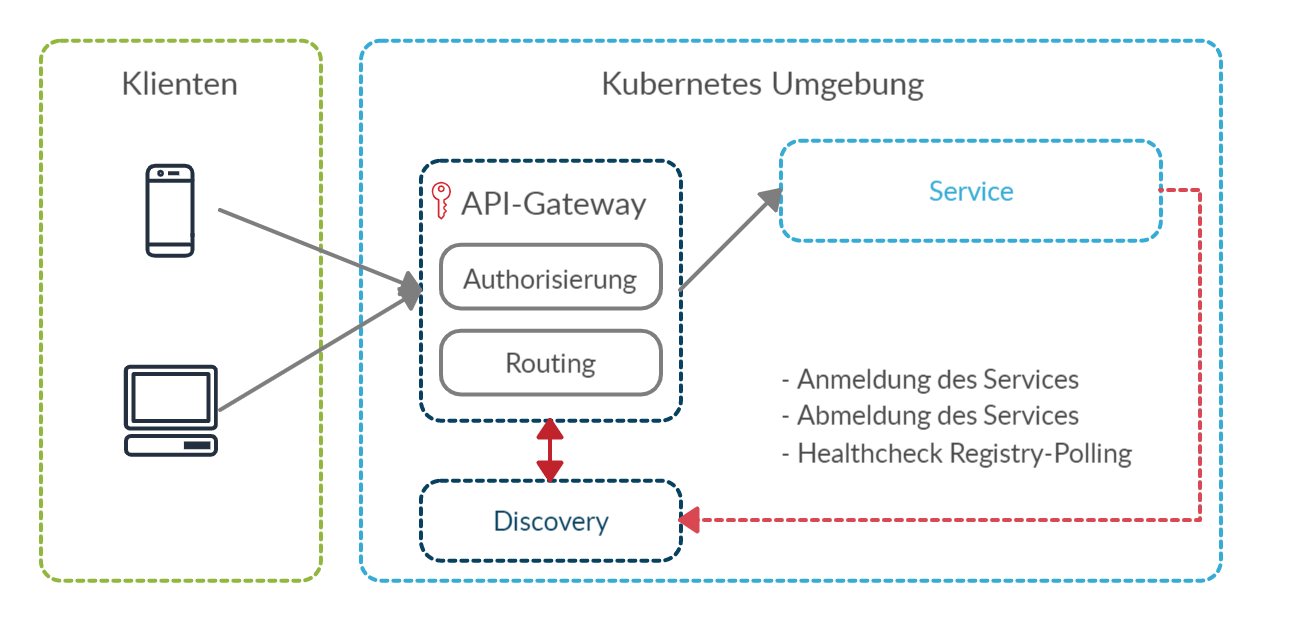 Klienten
Kubernetes Umgebung
API-Gateway
Authorisierung
Routing
Service
- Anmeldung des Services
- Abmeldung des Services
- Healthcheck Registry-Polling
Discovery